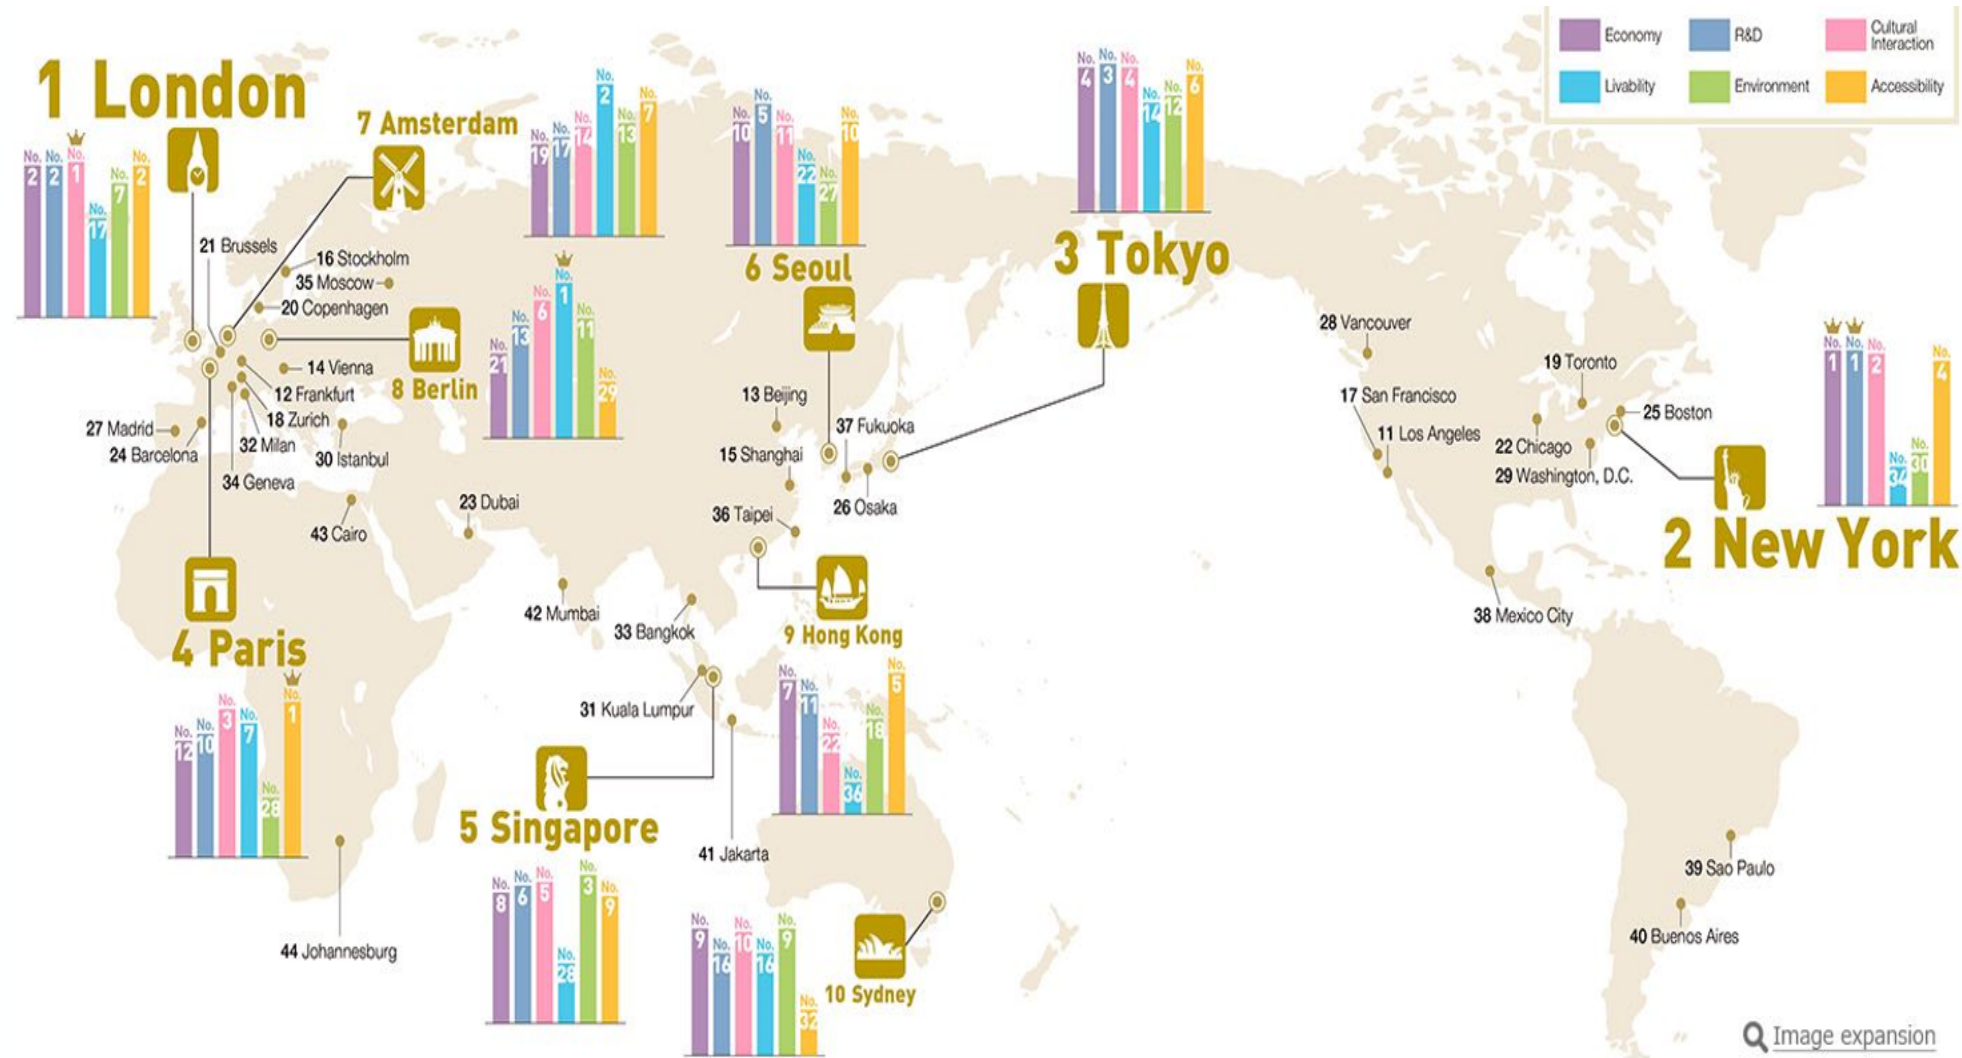 Economy
R&D
Cultural
Interaction
Livability
Environment
Accessibility
1 London
No. No. No. No. No. No.
2 2 1 17 7 2
7 Amsterdam
No. No. No. No. No. No.
19 17 14 2 13 7
No. No. No. No. No. No.
10 5 11 22 27 10
6 Seoul
No. No. No. No. No. No.
4 3 4 14 12 6
3 Tokyo
21 Brussels
16 Stockholm
35 Moscow
20 Copenhagen
14 Vienna
12 Frankfurt
18 Zurich
32 Milan
27 Madrid
24 Barcelona
30 Istanbul
34 Geneva
8 Berlin
No. No. No. No. No. No.
21 13 6 1 11 29
43 Cairo
23 Dubai
13 Beijing
37 Fukuoka
15 Shanghai
26 Osaka
36 Taipei
42 Mumbai
33 Bangkok
9 Hong Kong
No. No. No. No. No. No.
7 11 22 36 18 5
4 Paris
No. No. No. No. No. No.
12 10 3 7 28 1
31 Kuala Lumpur
5 Singapore
No. No. No. No. No. No.
8 6 5 28 3 9
41 Jakarta
44 Johannesburg
No. No. No. No. No. No.
9 16 10 16 9 32
10 Sydney
28 Vancouver
19 Toronto
17 San Francisco
25 Boston
11 Los Angeles
22 Chicago
29 Washington, D.C.
No. No. No. No. No. No.
1 1 2 34 30 4
2 New York
38 Mexico City
39 Sao Paulo
40 Buenos Aires
Image expansion